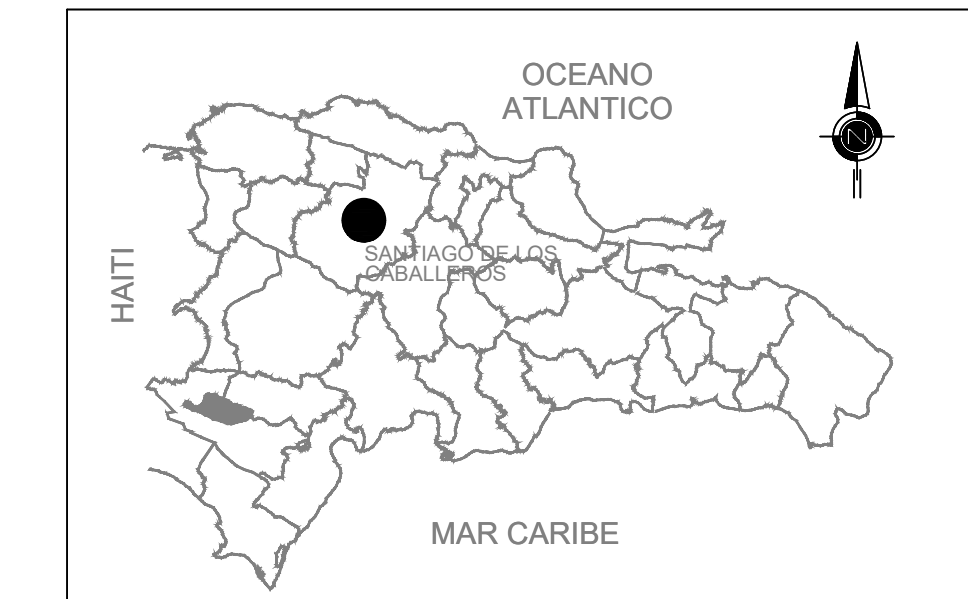 OCEANO
ATLANTICO
N
HAITI
SANTIAGO DE LOS
CABALLEROS
MAR CARIBE